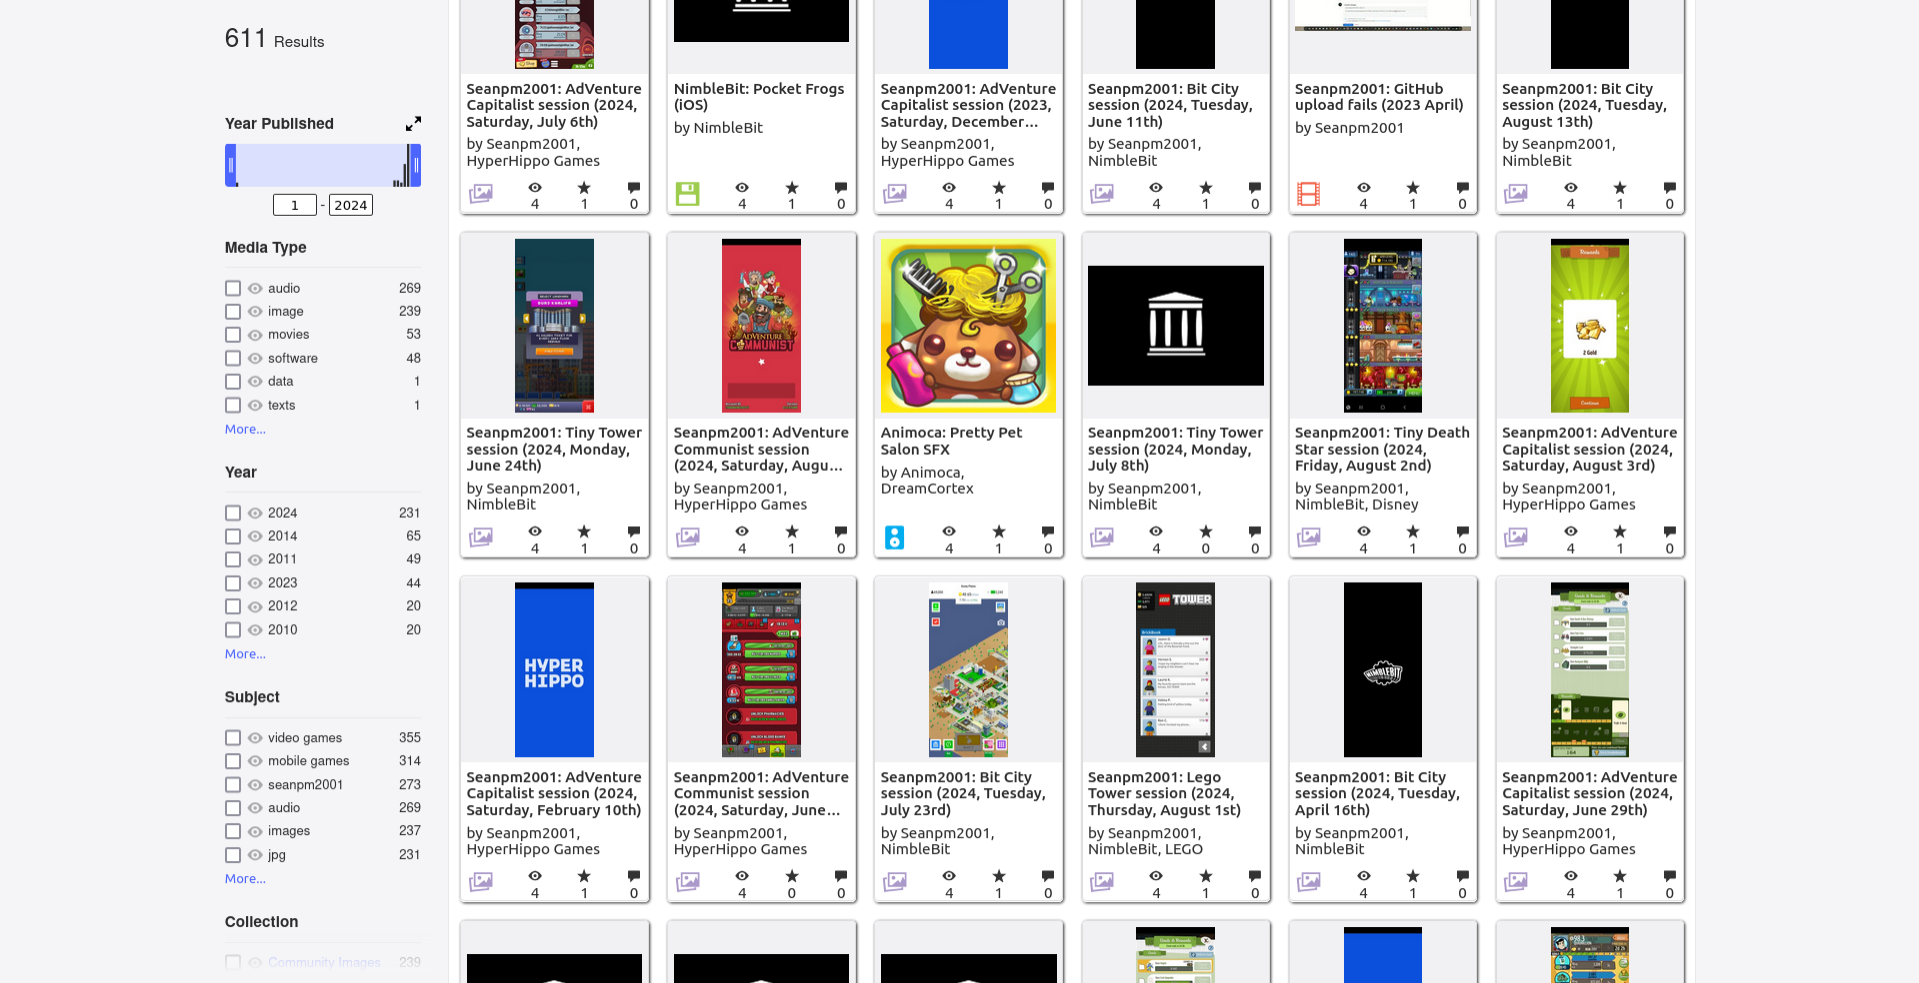 611 Results
Year Published
1 - 2024
Media Type
audio 269
image 239
movies 53
software 48
data 1
texts 1
More...
Year
2024 231
2014 65
2011 49
2023 44
2012 20
2010 20
More...
Subject
video games 355
mobile games 314
seanpm2001 273
audio 269
images 237
jpg 231
More...
Collection
Community Images 239
Seanpm2001: AdVenture
Capitalist session (2024,
Saturday, July 6th)
by Seanpm2001,
HyperHippo Games
4 1 0
NimbleBit: Pocket Frogs
(iOS)
by NimbleBit
4 1 0
Seanpm2001: AdVenture
Capitalist session (2023,
Saturday, December...
by Seanpm2001,
HyperHippo Games
4 1 0
Seanpm2001: Bit City
session (2024, Tuesday,
June 11th)
by Seanpm2001,
NimbleBit
4 1 0
Seanpm2001: GitHub
upload fails (2023 April)
by Seanpm2001
4 1 0
Seanpm2001: Bit City
session (2024, Tuesday,
August 13th)
by Seanpm2001,
NimbleBit
4 1 0
Seanpm2001: Tiny Tower
session (2024, Monday,
June 24th)
by Seanpm2001,
NimbleBit
4 1 0
ADVENTURE
COMMUNIST
Seanpm2001: AdVenture
Communist session
(2024, Saturday, Augu...
by Seanpm2001,
HyperHippo Games
4 1 0
Animoca: Pretty Pet
Salon SFX
by Animoca,
DreamCortex
4 1 0
Seanpm2001: Tiny Tower
session (2024, Monday,
July 8th)
by Seanpm2001,
NimbleBit
4 0 0
Seanpm2001: Tiny Death
Star session (2024,
Friday, August 2nd)
by Seanpm2001,
NimbleBit, Disney
4 1 0
Rewards
2 Gold
Continue
Seanpm2001: AdVenture
Capitalist session (2024,
Saturday, August 3rd)
by Seanpm2001,
HyperHippo Games
4 1 0
HYPER
HIPPO
Seanpm2001: AdVenture
Capitalist session (2024,
Saturday, February 10th)
by Seanpm2001,
HyperHippo Games
4 1 0
Seanpm2001: AdVenture
Communist session
(2024, Saturday, June...
by Seanpm2001,
HyperHippo Games
4 0 0
Seanpm2001: Bit City
session (2024, Tuesday,
July 23rd)
by Seanpm2001,
NimbleBit
4 1 0
LEGO TOWER
Seanpm2001: Lego
Tower session (2024,
Thursday, August 1st)
by Seanpm2001,
NimbleBit, LEGO
4 1 0
NIMBLEBIT
Seanpm2001: Bit City
session (2024, Tuesday,
April 16th)
by Seanpm2001,
NimbleBit
4 1 0
Seanpm2001: AdVenture
Capitalist session (2024,
Saturday, June 29th)
by Seanpm2001,
HyperHippo Games
4 1 0